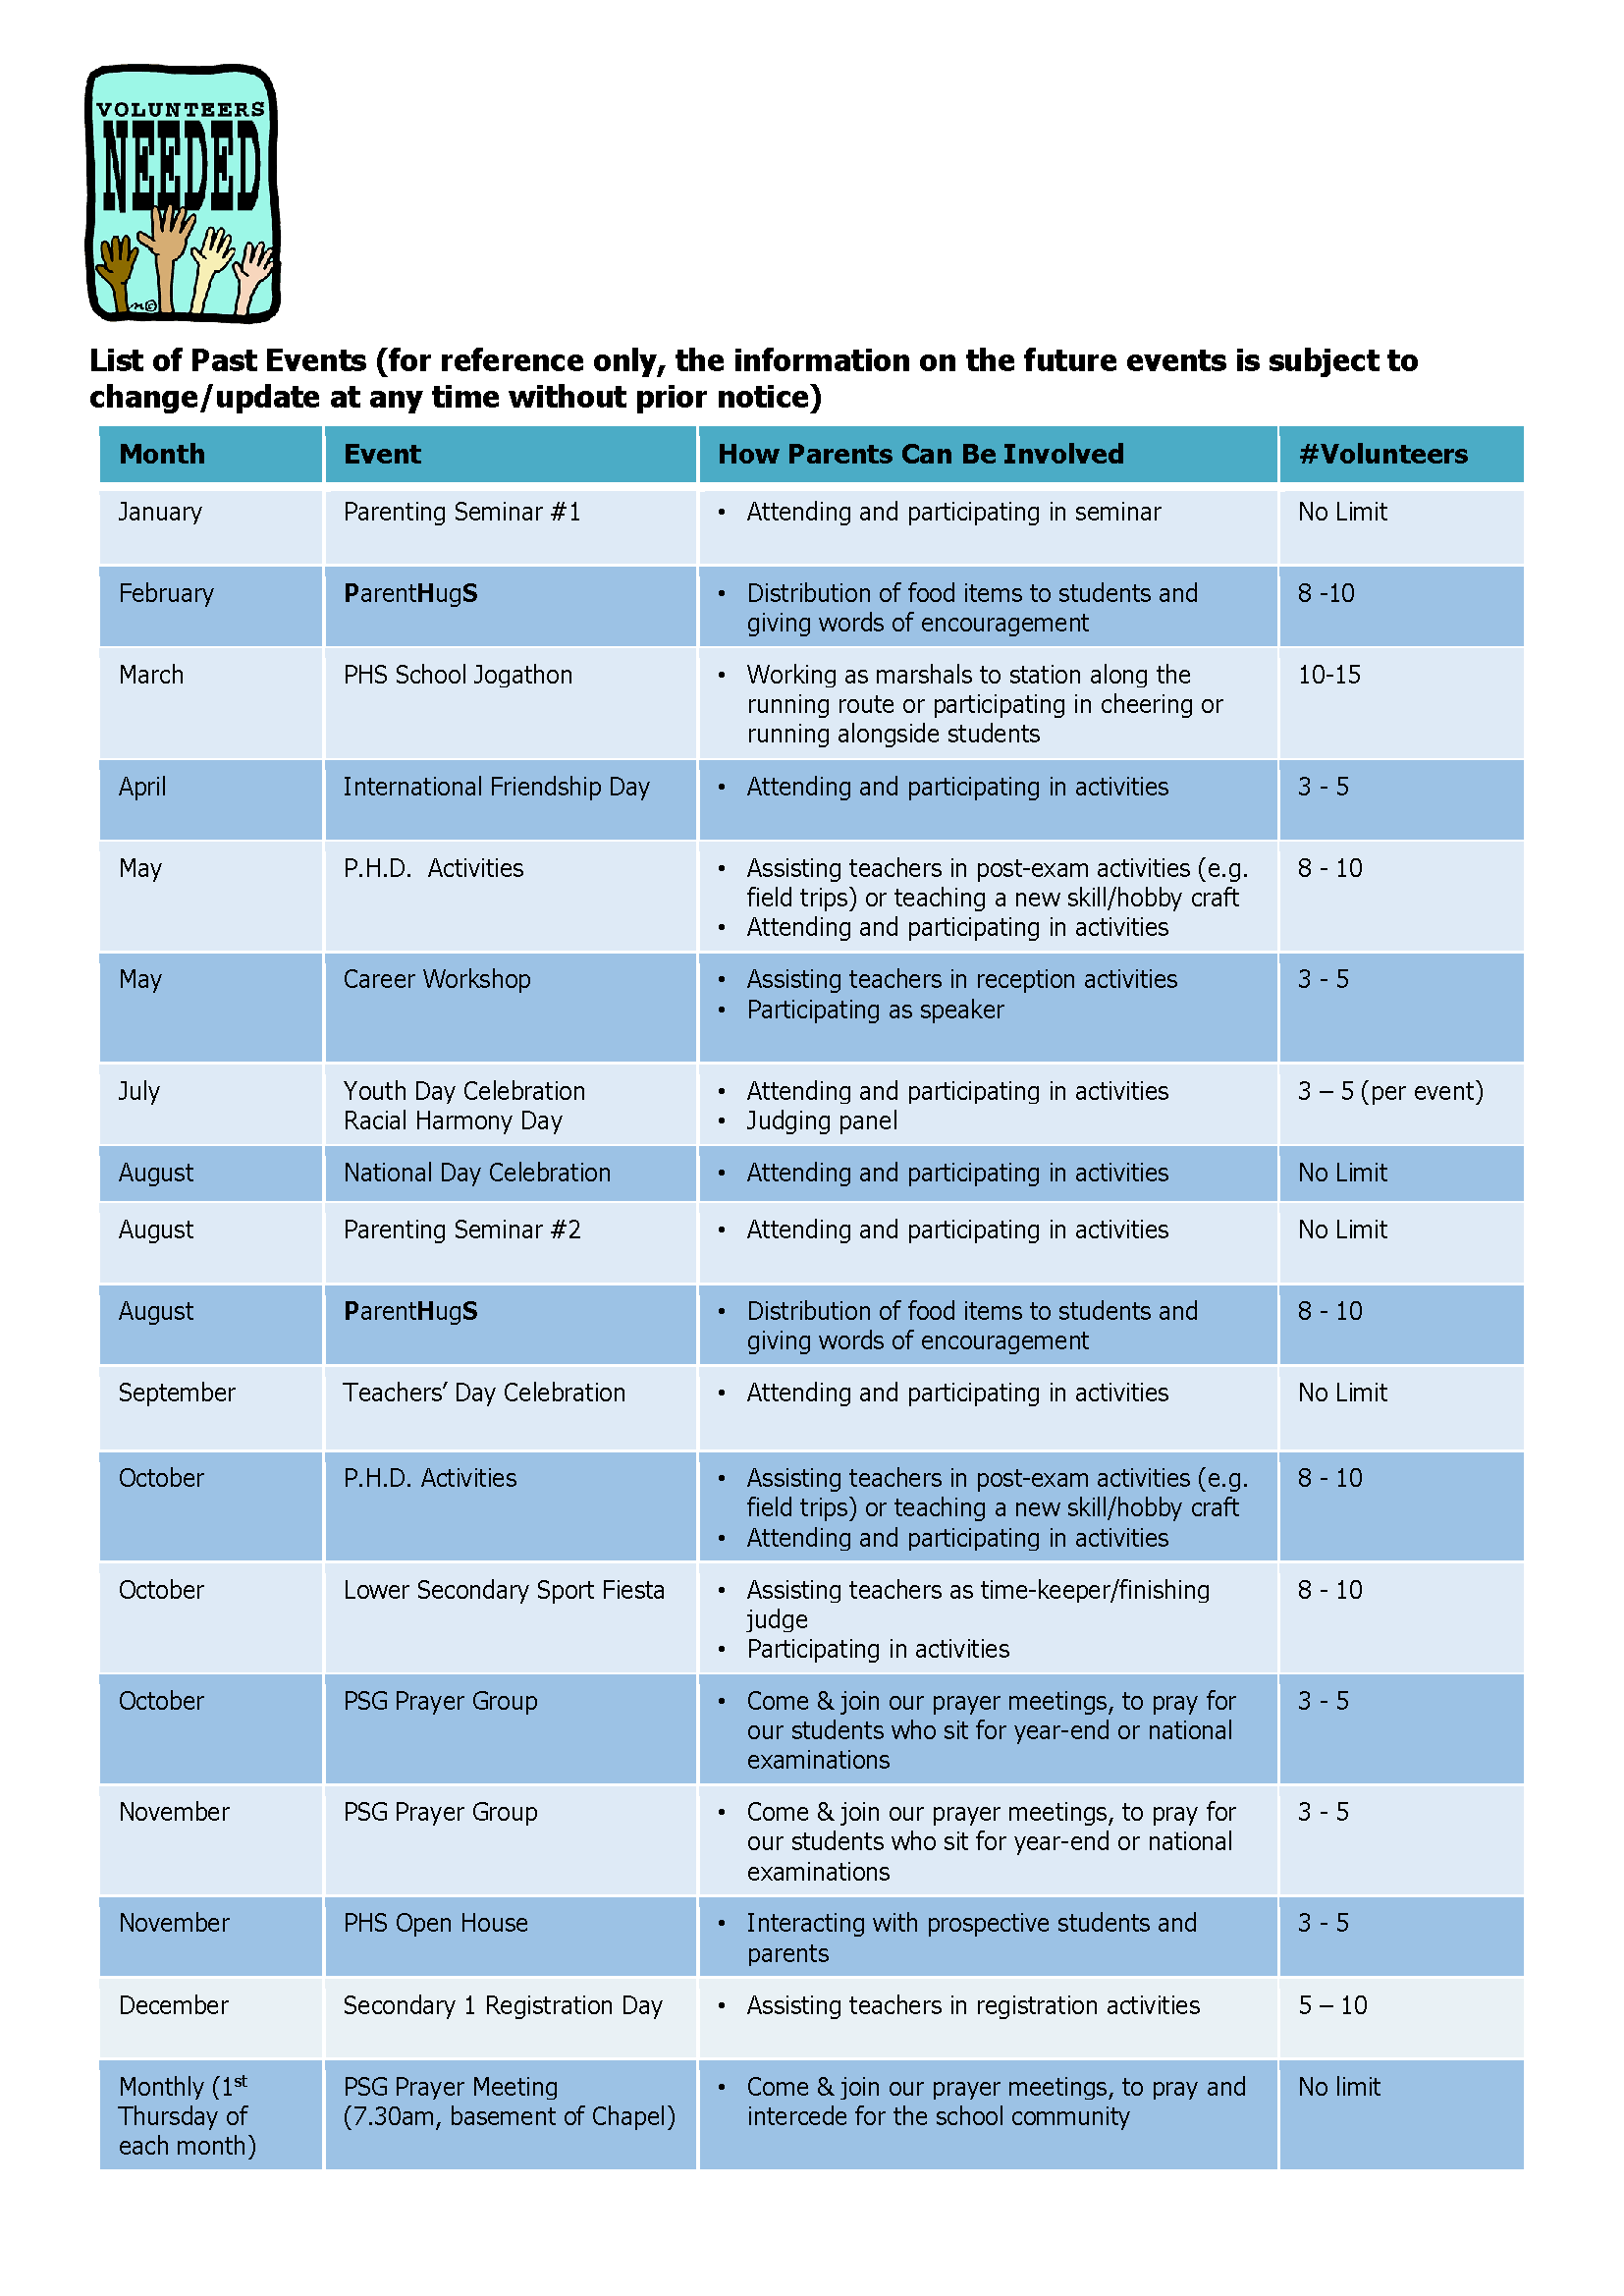 VOLUNTEERS
NEEDED
List of Past Events (for reference only, the information on the future events is subject to
change/update at any time without prior notice)
Month Event How Parents Can Be Involved #Volunteers
January Parenting Seminar #1 • Attending and participating in seminar No Limit
February ParentHugS • Distribution of food items to students and 8 -10
giving words of encouragement
March PHS School Jogathon • Working as marshals to station along the 10-15
running route or participating in cheering or
running alongside students
April International Friendship Day • Attending and participating in activities 3 - 5
May P.H.D. Activities • Assisting teachers in post-exam activities (e.g. 8 - 10
field trips) or teaching a new skill/hobby craft
• Attending and participating in activities
May Career Workshop • Assisting teachers in reception activities 3 - 5
• Participating as speaker
July Youth Day Celebration • Attending and participating in activities 3 – 5 (per event)
Racial Harmony Day • Judging panel
August National Day Celebration • Attending and participating in activities No Limit
August Parenting Seminar #2 • Attending and participating in activities No Limit
August ParentHugS • Distribution of food items to students and 8 - 10
giving words of encouragement
September Teachers’ Day Celebration • Attending and participating in activities No Limit
October P.H.D. Activities • Assisting teachers in post-exam activities (e.g. 8 - 10
field trips) or teaching a new skill/hobby craft
• Attending and participating in activities
October Lower Secondary Sport Fiesta • Assisting teachers as time-keeper/finishing 8 - 10
judge
• Participating in activities
October PSG Prayer Group • Come & join our prayer meetings, to pray for 3 - 5
our students who sit for year-end or national
examinations
November PSG Prayer Group • Come & join our prayer meetings, to pray for 3 - 5
our students who sit for year-end or national
examinations
November PHS Open House • Interacting with prospective students and 3 - 5
parents
December Secondary 1 Registration Day • Assisting teachers in registration activities 5 – 10
Monthly (1st PSG Prayer Meeting • Come & join our prayer meetings, to pray and No limit
Thursday of (7.30am, basement of Chapel) intercede for the school community
each month)